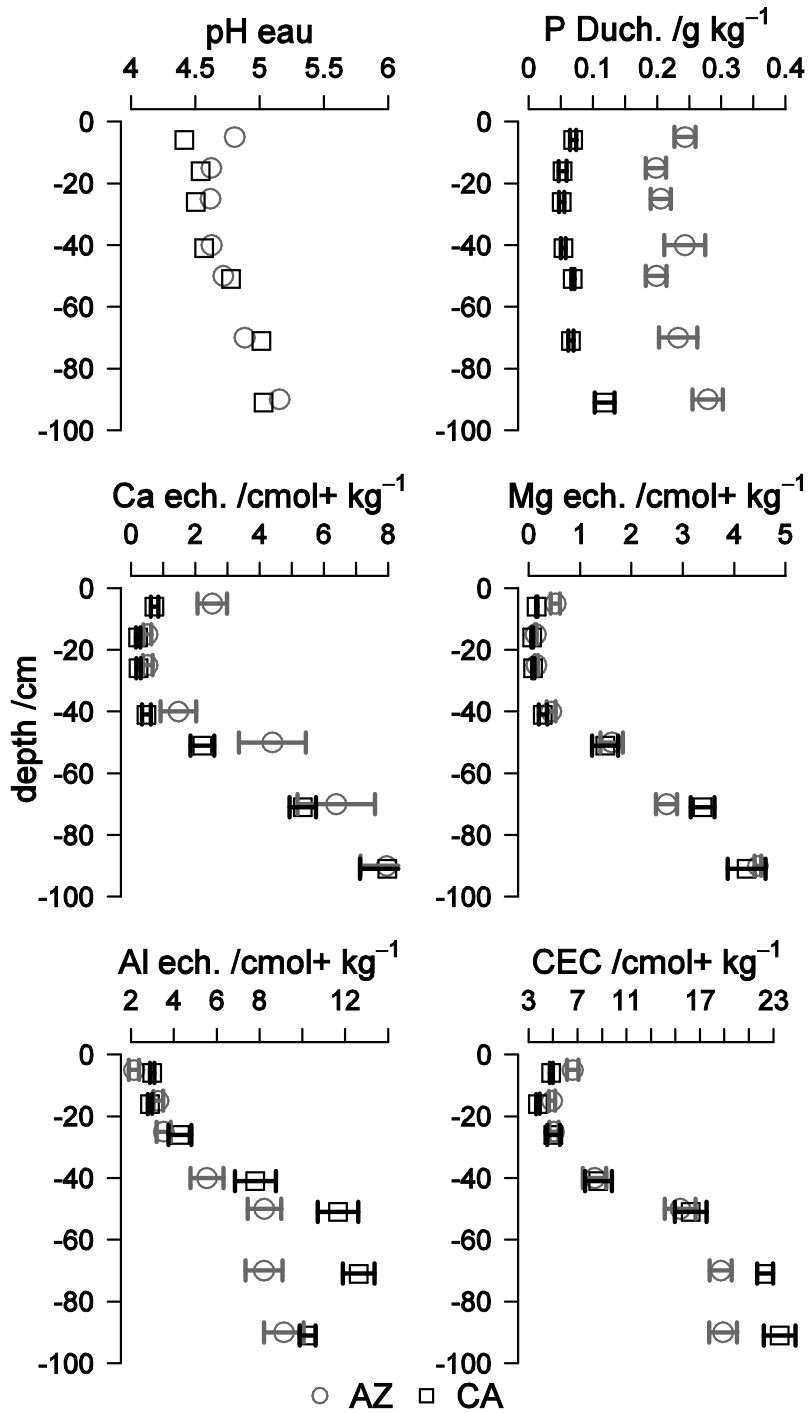 pH eau
4 4.5 5 5.5 6
0
-20
-40
-60
-80
-100
P Duch. /g kg⁻¹
0 0.1 0.2 0.3 0.4
0
-20
-40
-60
-80
-100
Ca ech. /cmol+ kg⁻¹
0 2 4 6 8
0
-20
-40
-60
-80
-100
depth /cm
Mg ech. /cmol+ kg⁻¹
0 1 2 3 4 5
0
-20
-40
-60
-80
-100
Al ech. /cmol+ kg⁻¹
2 4 6 8 12
0
-20
-40
-60
-80
-100
CEC /cmol+ kg⁻¹
3 7 11 17 23
0
-20
-40
-60
-80
-100
AZ CA